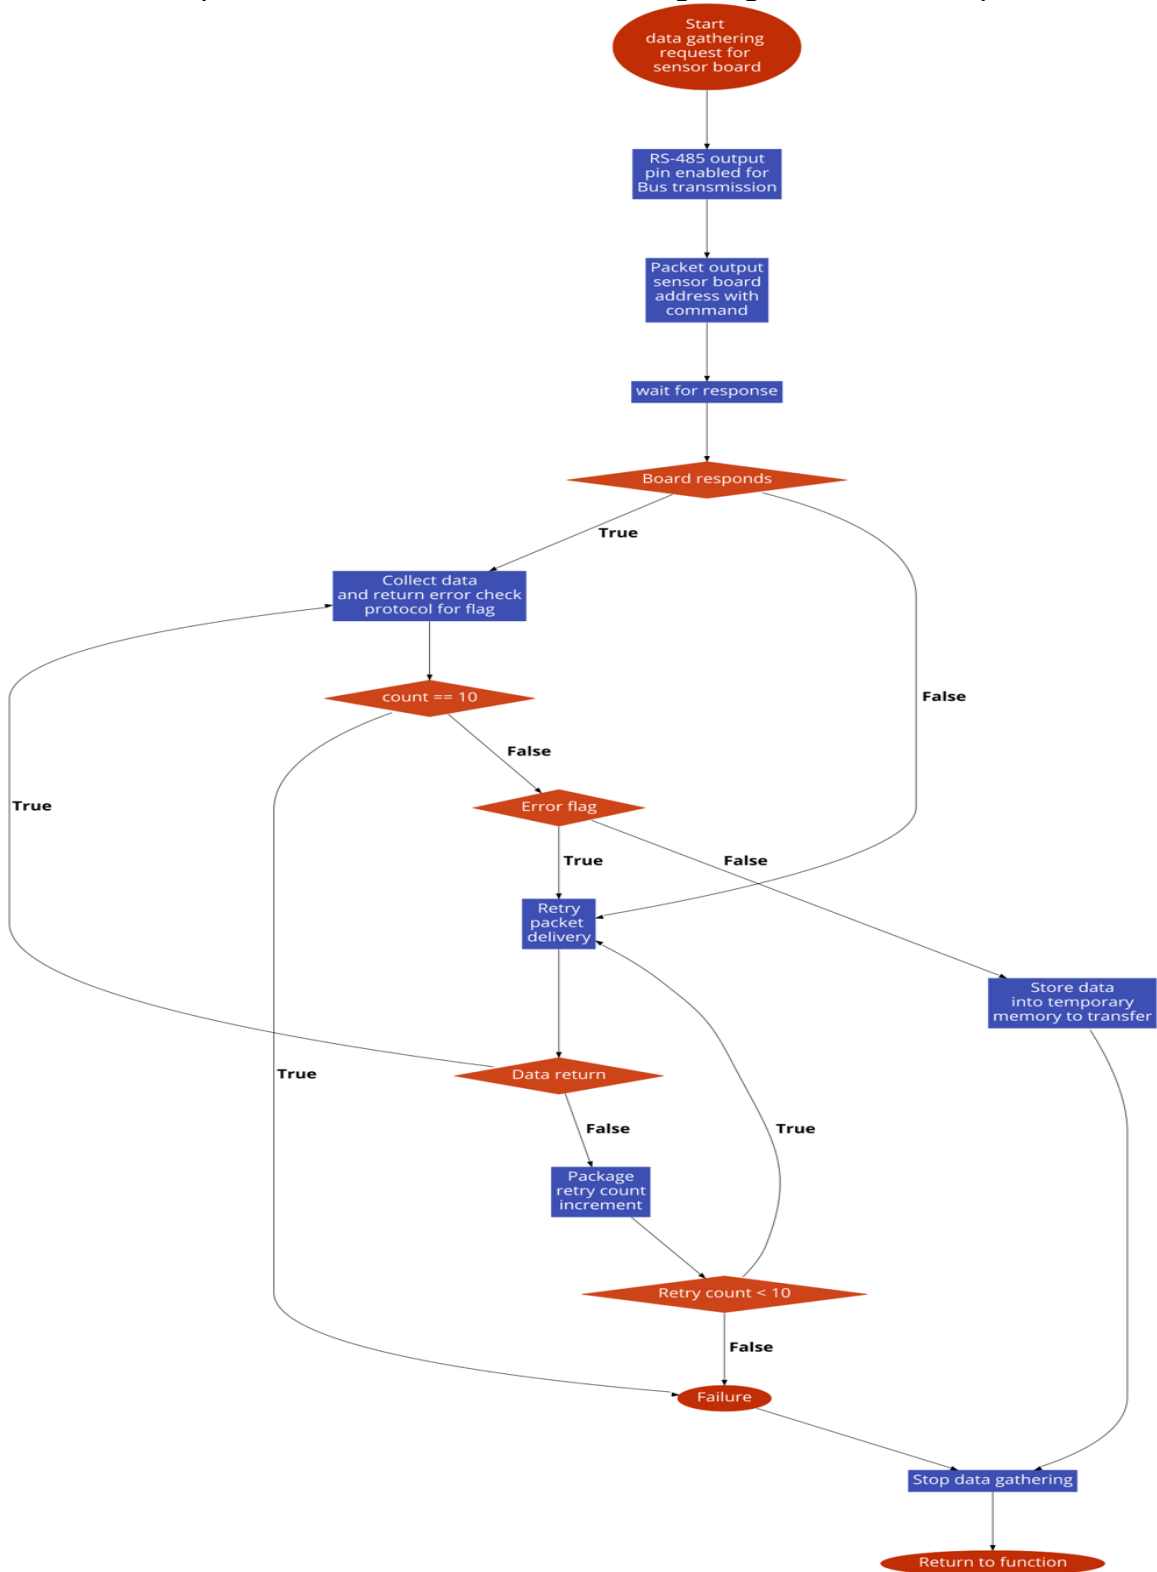 Start
data gathering
request for
sensor board
RS-485 output
pin enabled for
Bus transmission
Packet output
sensor board
address with
command
wait for response
Board responds
True
Collect data
and return error check
protocol for flag
count == 10
False
False
Error flag
True
True
False
Retry
packet
delivery
Store data
into temporary
memory to transfer
Data return
True
False
True
Package
retry count
increment
Retry count < 10
False
Failure
Stop data gathering
Return to function